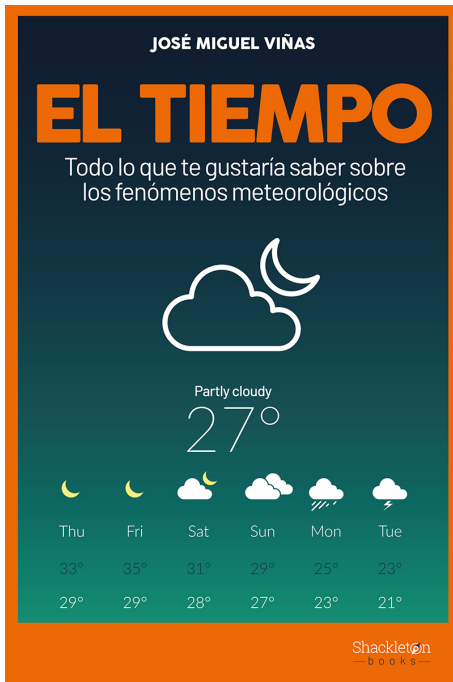 JOSÉ MIGUEL VIÑAS
EL TIEMPO
Todo lo que te gustaría saber sobre
los fenómenos meteorológicos
Partly cloudy
27°
Thu Fri Sat Sun Mon Tue
33° 35° 31° 29° 25° 23°
29° 29° 28° 27° 23° 21°
Shackleton
books